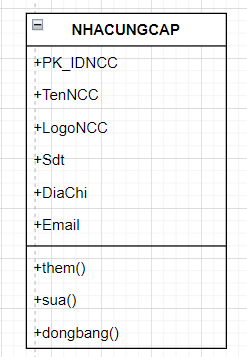 NHACUNGCAP
+PK_IDNCC
+TenNCC
+LogoNCC
+Sdt
+DiaChi
+Email
+them()
+sua()
+dongbang()